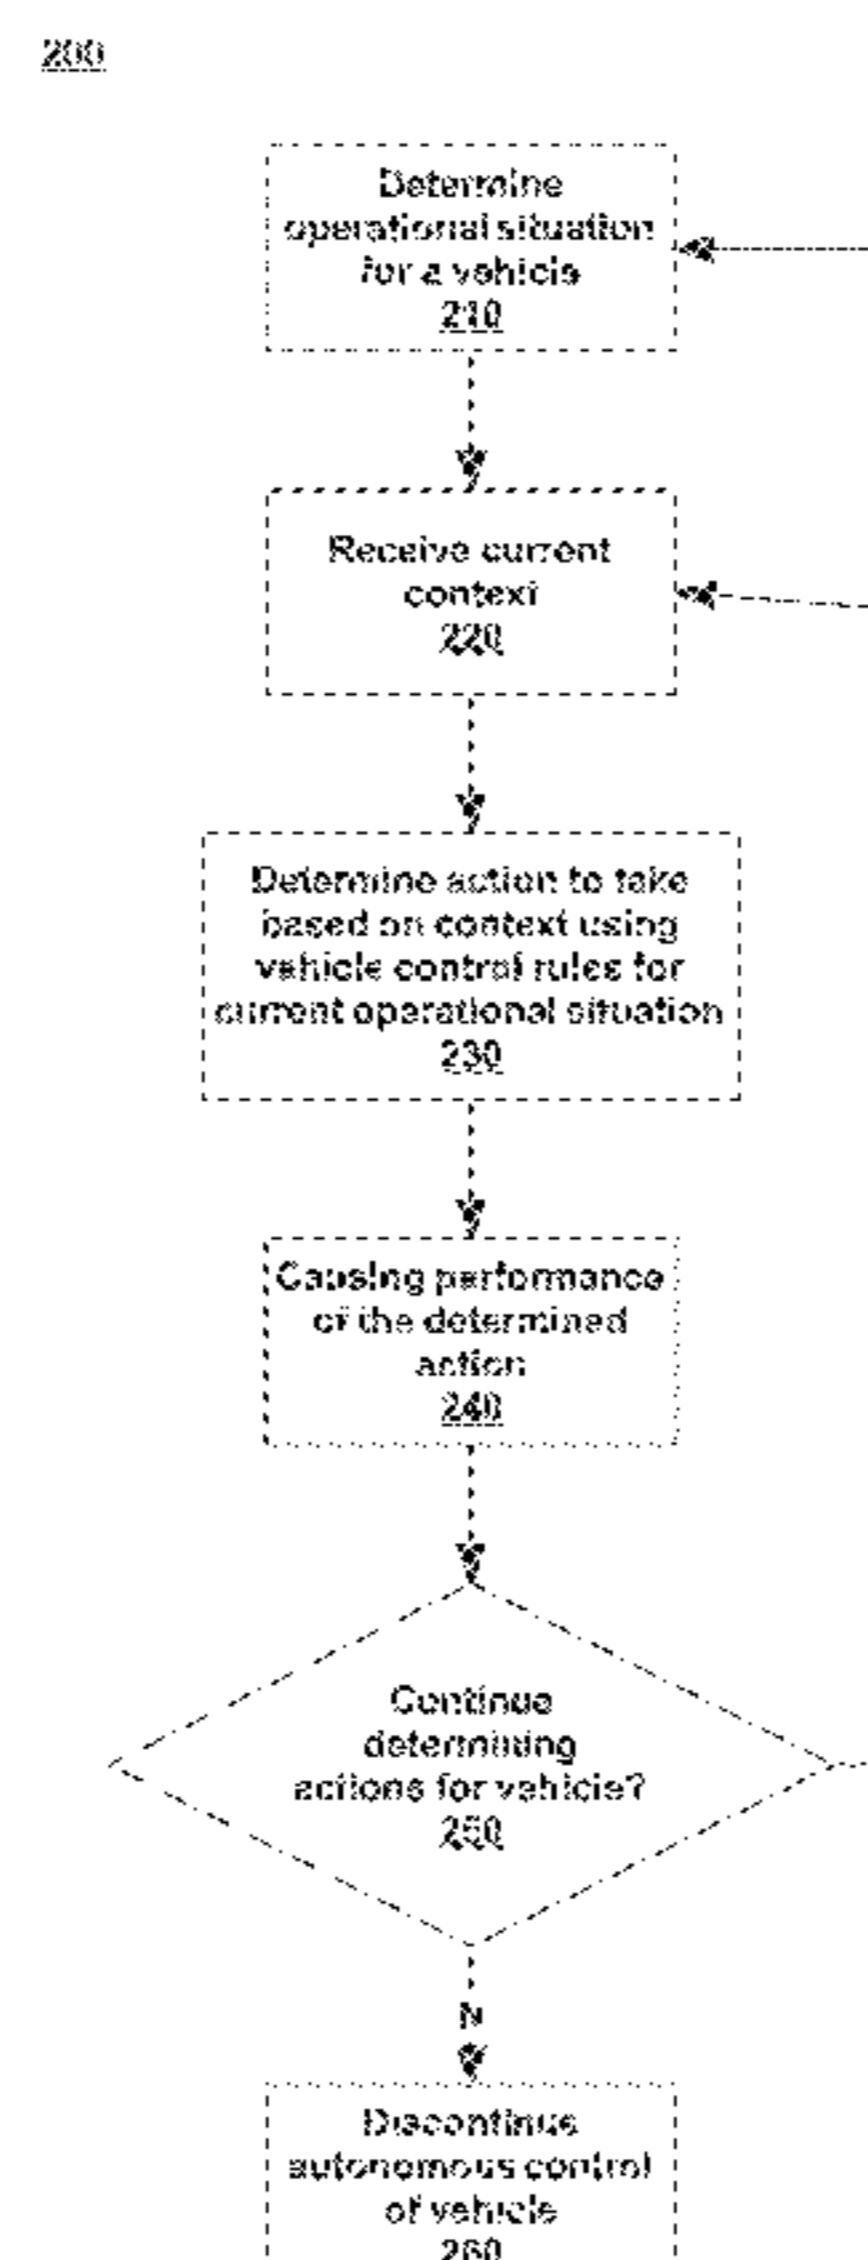 200
Determine
operational situation
for a vehicle
210
Receive current
context
220
Determine action to take
based on context using
vehicle control rules for
current operational situation
230
Causing performance
of the determined
action
240
Continue
determining
actions for vehicle?
250
N
Discontinue
autonomous control
of vehicle
260